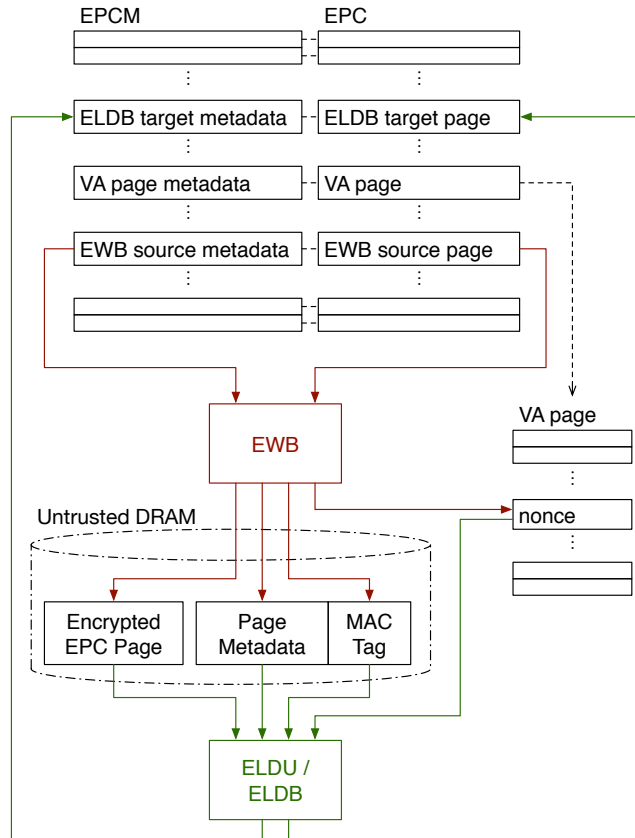 EPCM
EPC
ELDB target metadata
ELDB target page
VA page metadata
VA page
EWB source metadata
EWB source page
VA page
EWB
nonce
Untrusted DRAM
Encrypted
EPC Page
Page
Metadata
MAC
Tag
ELDU /
ELDB